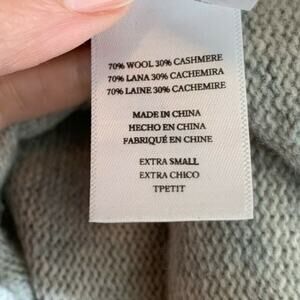 70% WOOL 30% CASHMERE
70% LANA 30% CACHEMIRA
70% LAINE 30% CACHEMIRE
MADE IN CHINA
HECHO EN CHINA
FABRIQUÉ EN CHINE
EXTRA SMALL
EXTRA CHICO
TPETIT